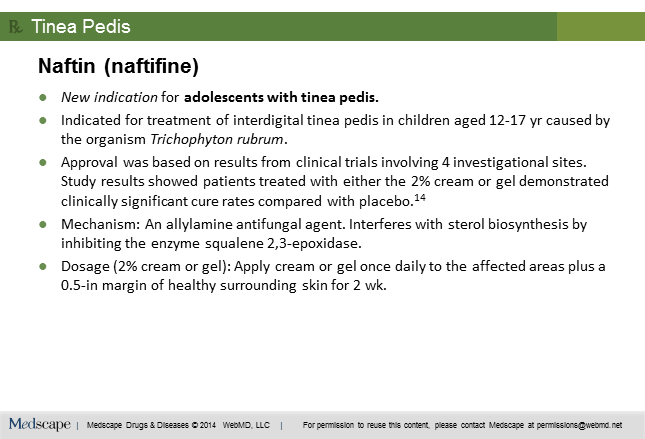 ℞ Tinea Pedis
Naftin (naftifine)
● New indication for adolescents with tinea pedis.
● Indicated for treatment of interdigital tinea pedis in children aged 12-17 yr caused by
the organism Trichophyton rubrum.
● Approval was based on results from clinical trials involving 4 investigational sites.
Study results showed patients treated with either the 2% cream or gel demonstrated
clinically significant cure rates compared with placebo.14
● Mechanism: An allylamine antifungal agent. Interferes with sterol biosynthesis by
inhibiting the enzyme squalene 2,3-epoxidase.
● Dosage (2% cream or gel): Apply cream or gel once daily to the affected areas plus a
0.5-in margin of healthy surrounding skin for 2 wk.
Medscape | Medscape Drugs & Diseases © 2014 WebMD, LLC | For permission to reuse this content, please contact Medscape at permissions@webmd.net